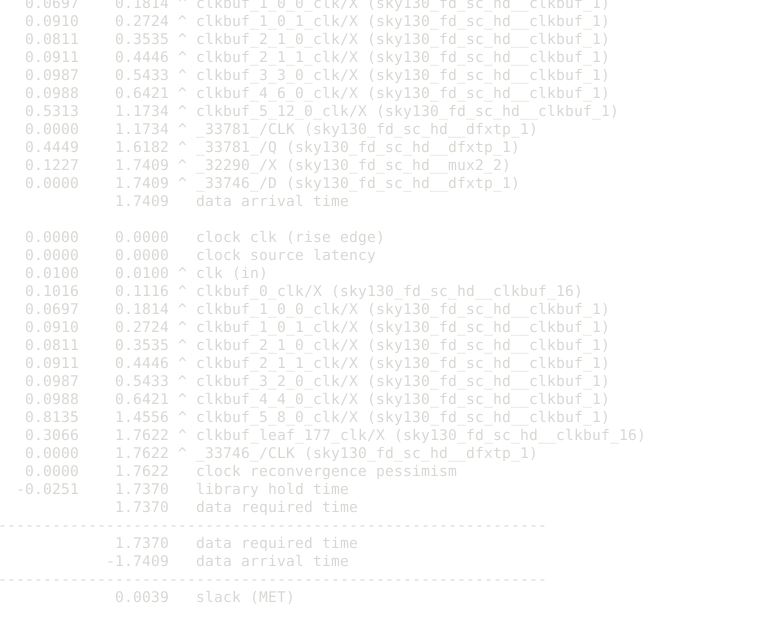 0.0697 0.1814 ^ clkbuf_1_0_0_clk/X (sky130_fd_sc_hd__clkbuf_1)
0.0910 0.2724 ^ clkbuf_1_0_1_clk/X (sky130_fd_sc_hd__clkbuf_1)
0.0811 0.3535 ^ clkbuf_2_1_0_clk/X (sky130_fd_sc_hd__clkbuf_1)
0.0911 0.4446 ^ clkbuf_2_1_1_clk/X (sky130_fd_sc_hd__clkbuf_1)
0.0987 0.5433 ^ clkbuf_3_3_0_clk/X (sky130_fd_sc_hd__clkbuf_1)
0.0988 0.6421 ^ clkbuf_4_6_0_clk/X (sky130_fd_sc_hd__clkbuf_1)
0.5313 1.1734 ^ clkbuf_5_12_0_clk/X (sky130_fd_sc_hd__clkbuf_1)
0.0000 1.1734 ^ _33781_/CLK (sky130_fd_sc_hd__dfxtp_1)
0.4449 1.6182 ^ _33781_/Q (sky130_fd_sc_hd__dfxtp_1)
0.1227 1.7409 ^ _32290_/X (sky130_fd_sc_hd__mux2_2)
0.0000 1.7409 ^ _33746_/D (sky130_fd_sc_hd__dfxtp_1)
1.7409 data arrival time
0.0000 0.0000 clock clk (rise edge)
0.0000 0.0000 clock source latency
0.0100 0.0100 ^ clk (in)
0.1016 0.1116 ^ clkbuf_0_clk/X (sky130_fd_sc_hd__clkbuf_16)
0.0697 0.1814 ^ clkbuf_1_0_0_clk/X (sky130_fd_sc_hd__clkbuf_1)
0.0910 0.2724 ^ clkbuf_1_0_1_clk/X (sky130_fd_sc_hd__clkbuf_1)
0.0811 0.3535 ^ clkbuf_2_1_0_clk/X (sky130_fd_sc_hd__clkbuf_1)
0.0911 0.4446 ^ clkbuf_2_1_1_clk/X (sky130_fd_sc_hd__clkbuf_1)
0.0987 0.5433 ^ clkbuf_3_2_0_clk/X (sky130_fd_sc_hd__clkbuf_1)
0.0988 0.6421 ^ clkbuf_4_4_0_clk/X (sky130_fd_sc_hd__clkbuf_1)
0.8135 1.4556 ^ clkbuf_5_8_0_clk/X (sky130_fd_sc_hd__clkbuf_1)
0.3066 1.7622 ^ clkbuf_leaf_177_clk/X (sky130_fd_sc_hd__clkbuf_16)
0.0000 1.7622 ^ _33746_/CLK (sky130_fd_sc_hd__dfxtp_1)
0.0000 1.7622 clock reconvergence pessimism
-0.0251 1.7370 library hold time
1.7370 data required time
-------------------------------------------------------------
1.7370 data required time
-1.7409 data arrival time
-------------------------------------------------------------
0.0039 slack (MET)